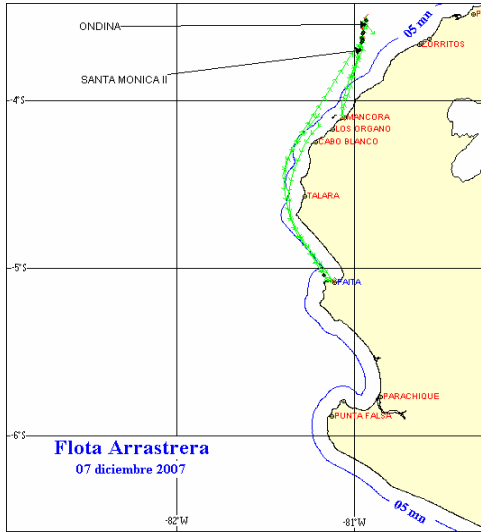 ONDINA
05 mn
ZORRITOS
SANTA MONICA II
-4°S
MANCORA
LOS ORGANO
CABO BLANCO
TALARA
-5°S
PAITA
PARACHIQUE
PUNTA FALSA
-6°S
Flota Arrastrera
07 diciembre 2007
05 mn
-82°W
-81°W